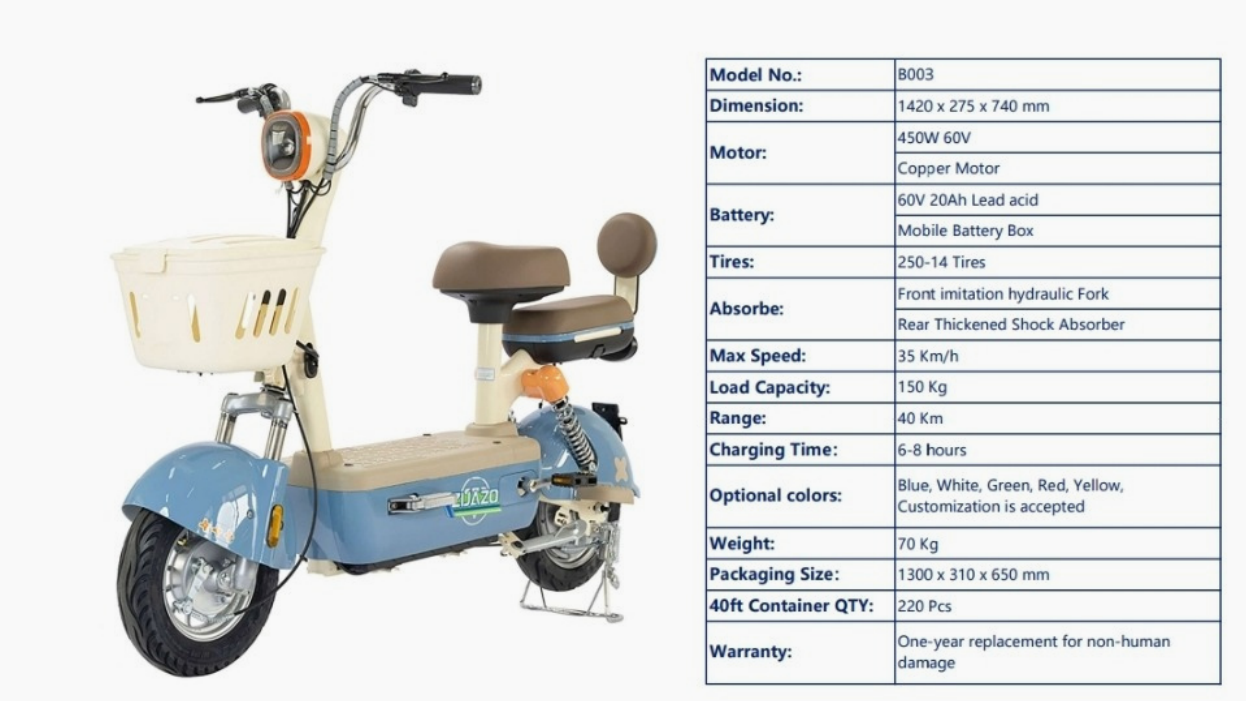 Model No.: B003
Dimension: 1420 x 275 x 740 mm
Motor: 450W 60V
Copper Motor
Battery: 60V 20Ah Lead acid
Mobile Battery Box
Tires: 250-14 Tires
Absorbe: Front imitation hydraulic Fork
Rear Thickened Shock Absorber
Max Speed: 35 Km/h
Load Capacity: 150 Kg
Range: 40 Km
Charging Time: 6-8 hours
Optional colors: Blue, White, Green, Red, Yellow,
Customization is accepted
Weight: 70 Kg
Packaging Size: 1300 x 310 x 650 mm
40ft Container QTY: 220 Pcs
Warranty: One-year replacement for non-human
damage